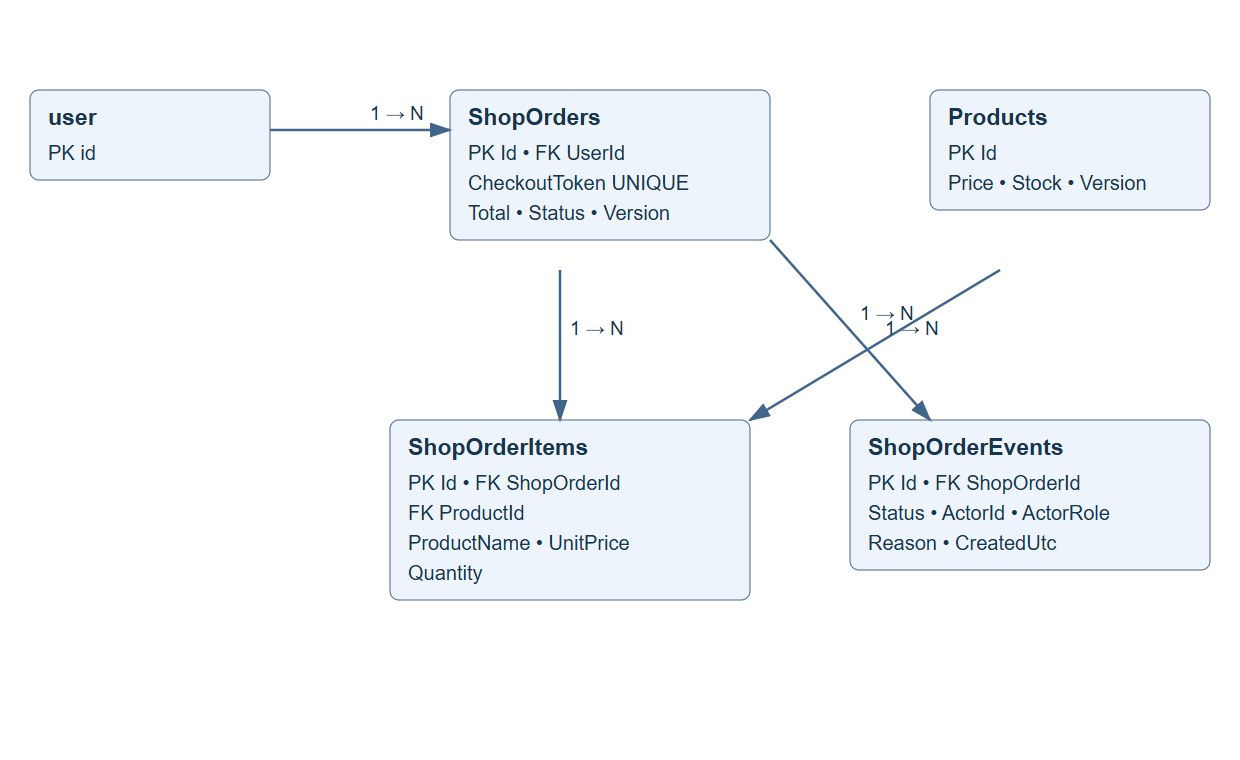 user
PK id
1 → N
ShopOrders
PK Id • FK UserId
CheckoutToken UNIQUE
Total • Status • Version
Products
PK Id
Price • Stock • Version
1 → N
1 → N
1 → N
ShopOrderItems
PK Id • FK ShopOrderId
FK ProductId
ProductName • UnitPrice
Quantity
ShopOrderEvents
PK Id • FK ShopOrderId
Status • ActorId • ActorRole
Reason • CreatedUtc